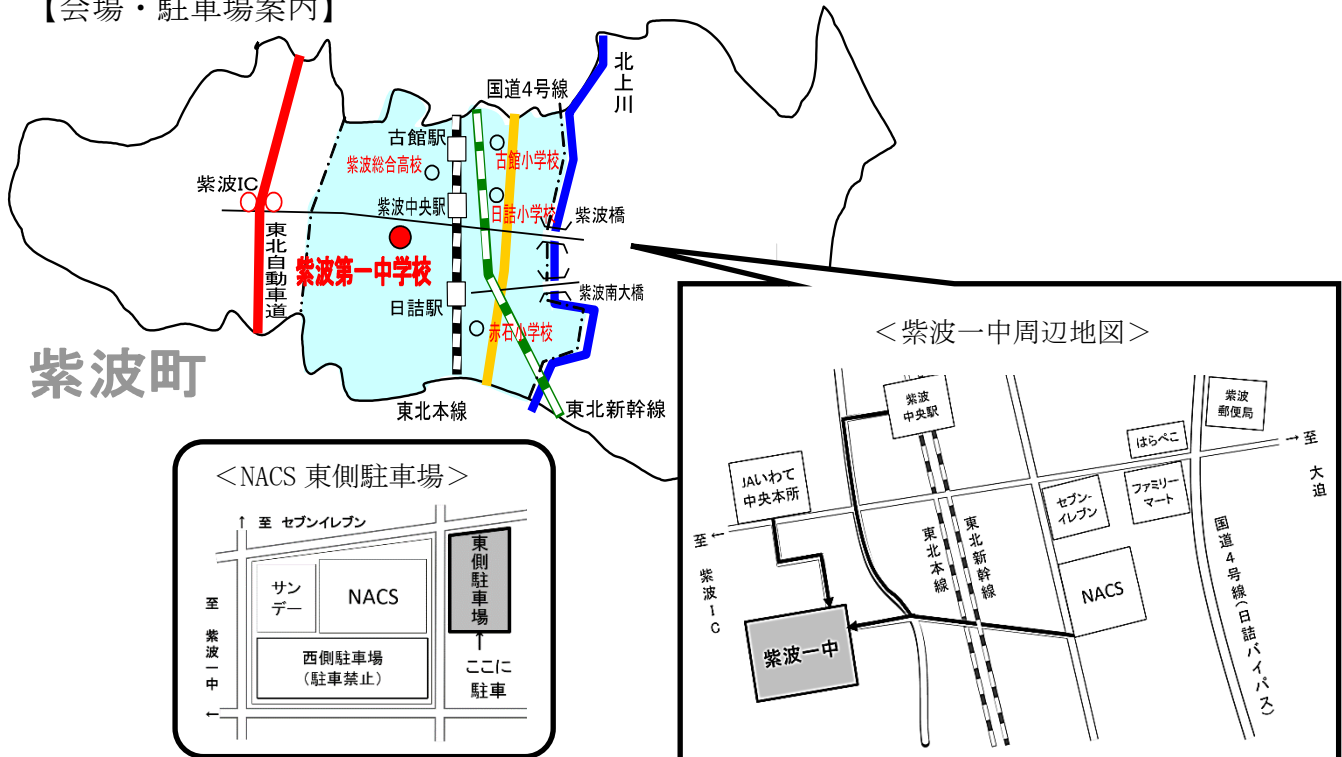 【会場・駐車場案内】
北上川
国道4号線
古館駅
紫波総合高校
古館小学校
紫波IC
紫波中央駅
日詰小学校
紫波橋
東北自動車道
紫波第一中学校
日詰駅
紫波南大橋
赤石小学校
紫波町
東北本線
東北新幹線
＜NACS 東側駐車場＞
↑ 至 セブンイレブン
サン
デー
NACS
東側駐車場
至 紫波一中
←
西側駐車場
（駐車禁止）
↑
ここに
駐車
＜紫波一中周辺地図＞
紫波
中央駅
紫波
郵便局
はらぺこ
→至
大迫
JAいわて
中央本所
セブン-
イレブン
ファミリー
マート
至←
紫波IC
東北本線
東北新幹線
国道4号線（日詰バイパス）
NACS
紫波一中